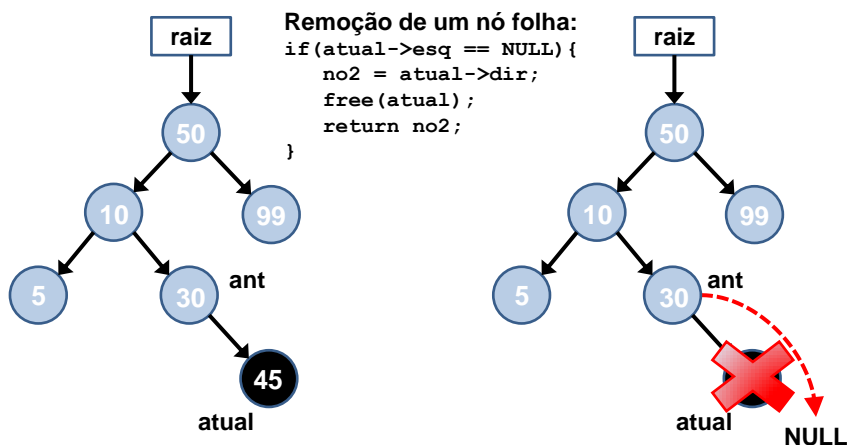 Remoção de um nó folha:
if(atual->esq == NULL){
no2 = atual->dir;
free(atual);
return no2;
}
raiz
50
10
99
5
30
ant
45
atual
raiz
50
10
99
5
30
ant
atual
NULL